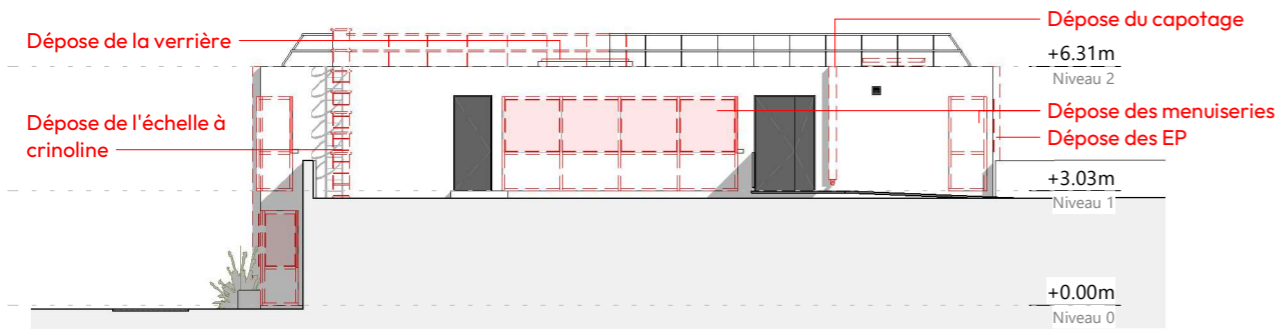 Dépose du capotage
Dépose de la verrière
+6.31m
Niveau 2
Dépose des menuiseries
Dépose de l'échelle à
crinoline
Dépose des EP
+3.03m
Niveau 1
+0.00m
Niveau 0